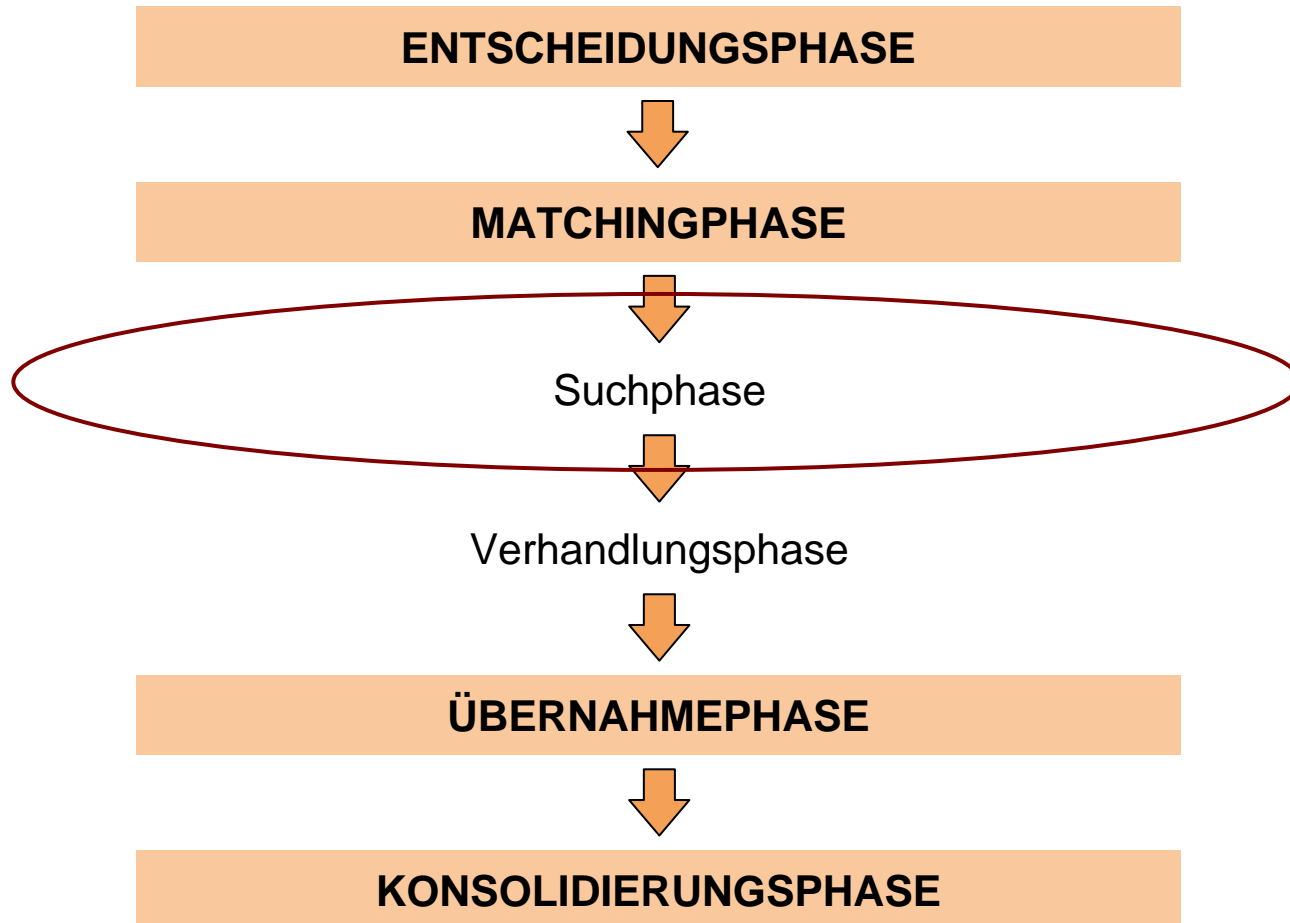 ENTSCHEIDUNGSPHASE
MATCHINGPHASE
Suchphase
Verhandlungsphase
ÜBERNAHMEPHASE
KONSOLIDIERUNGSPHASE